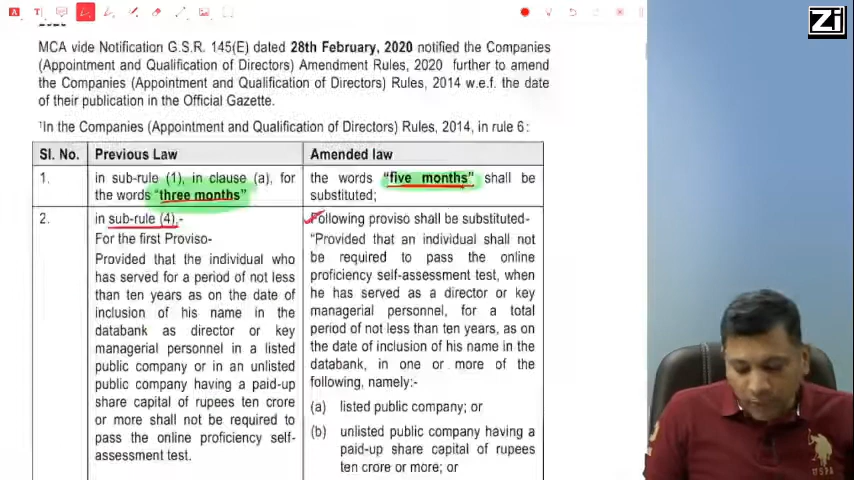 MCA vide Notification G.S.R. 145(E) dated 28th February, 2020 notified the Companies
(Appointment and Qualification of Directors) Amendment Rules, 2020 further to amend
the Companies (Appointment and Qualification of Directors) Rules, 2014 w.e.f. the date
of their publication in the Official Gazette.
In the Companies (Appointment and Qualification of Directors) Rules, 2014, in rule 6:
Sl. No. Previous Law Amended law
1. in sub-rule (1), in clause (a), for the words "five months" shall be
the words "three months" substituted;
2. in sub-rule (4),- Following proviso shall be substituted-
For the first Proviso- "Provided that an individual shall not
Provided that the individual who be required to pass the online
has served for a period of not less proficiency self-assessment test, when
than ten years as on the date of he has served as a director or key
inclusion of his name in the managerial personnel, for a total
databank as director or key period of not less than ten years, as on
managerial personnel in a listed the date of inclusion of his name in the
public company or in an unlisted databank, in one or more of the
public company having a paid-up following, namely:-
share capital of rupees ten crore (a) listed public company; or
or more shall not be required to (b) unlisted public company having a
pass the online proficiency self- paid-up share capital of rupees
assessment test. ten crore or more; or
Zi
USPA